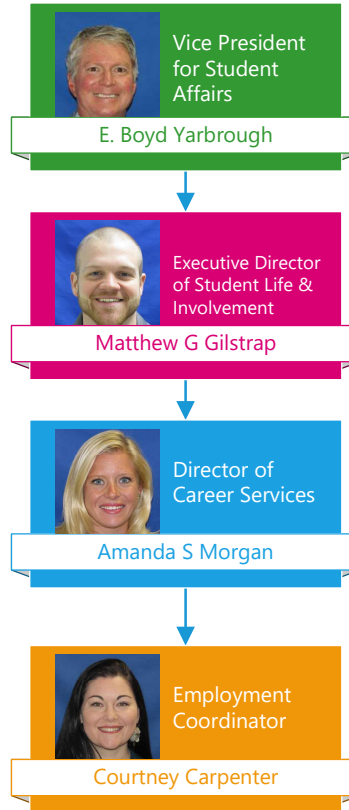 Vice President
for Student
Affairs
E. Boyd Yarbrough
Executive Director
of Student Life &
Involvement
Matthew G Gilstrap
Director of
Career Services
Amanda S Morgan
Employment
Coordinator
Courtney Carpenter